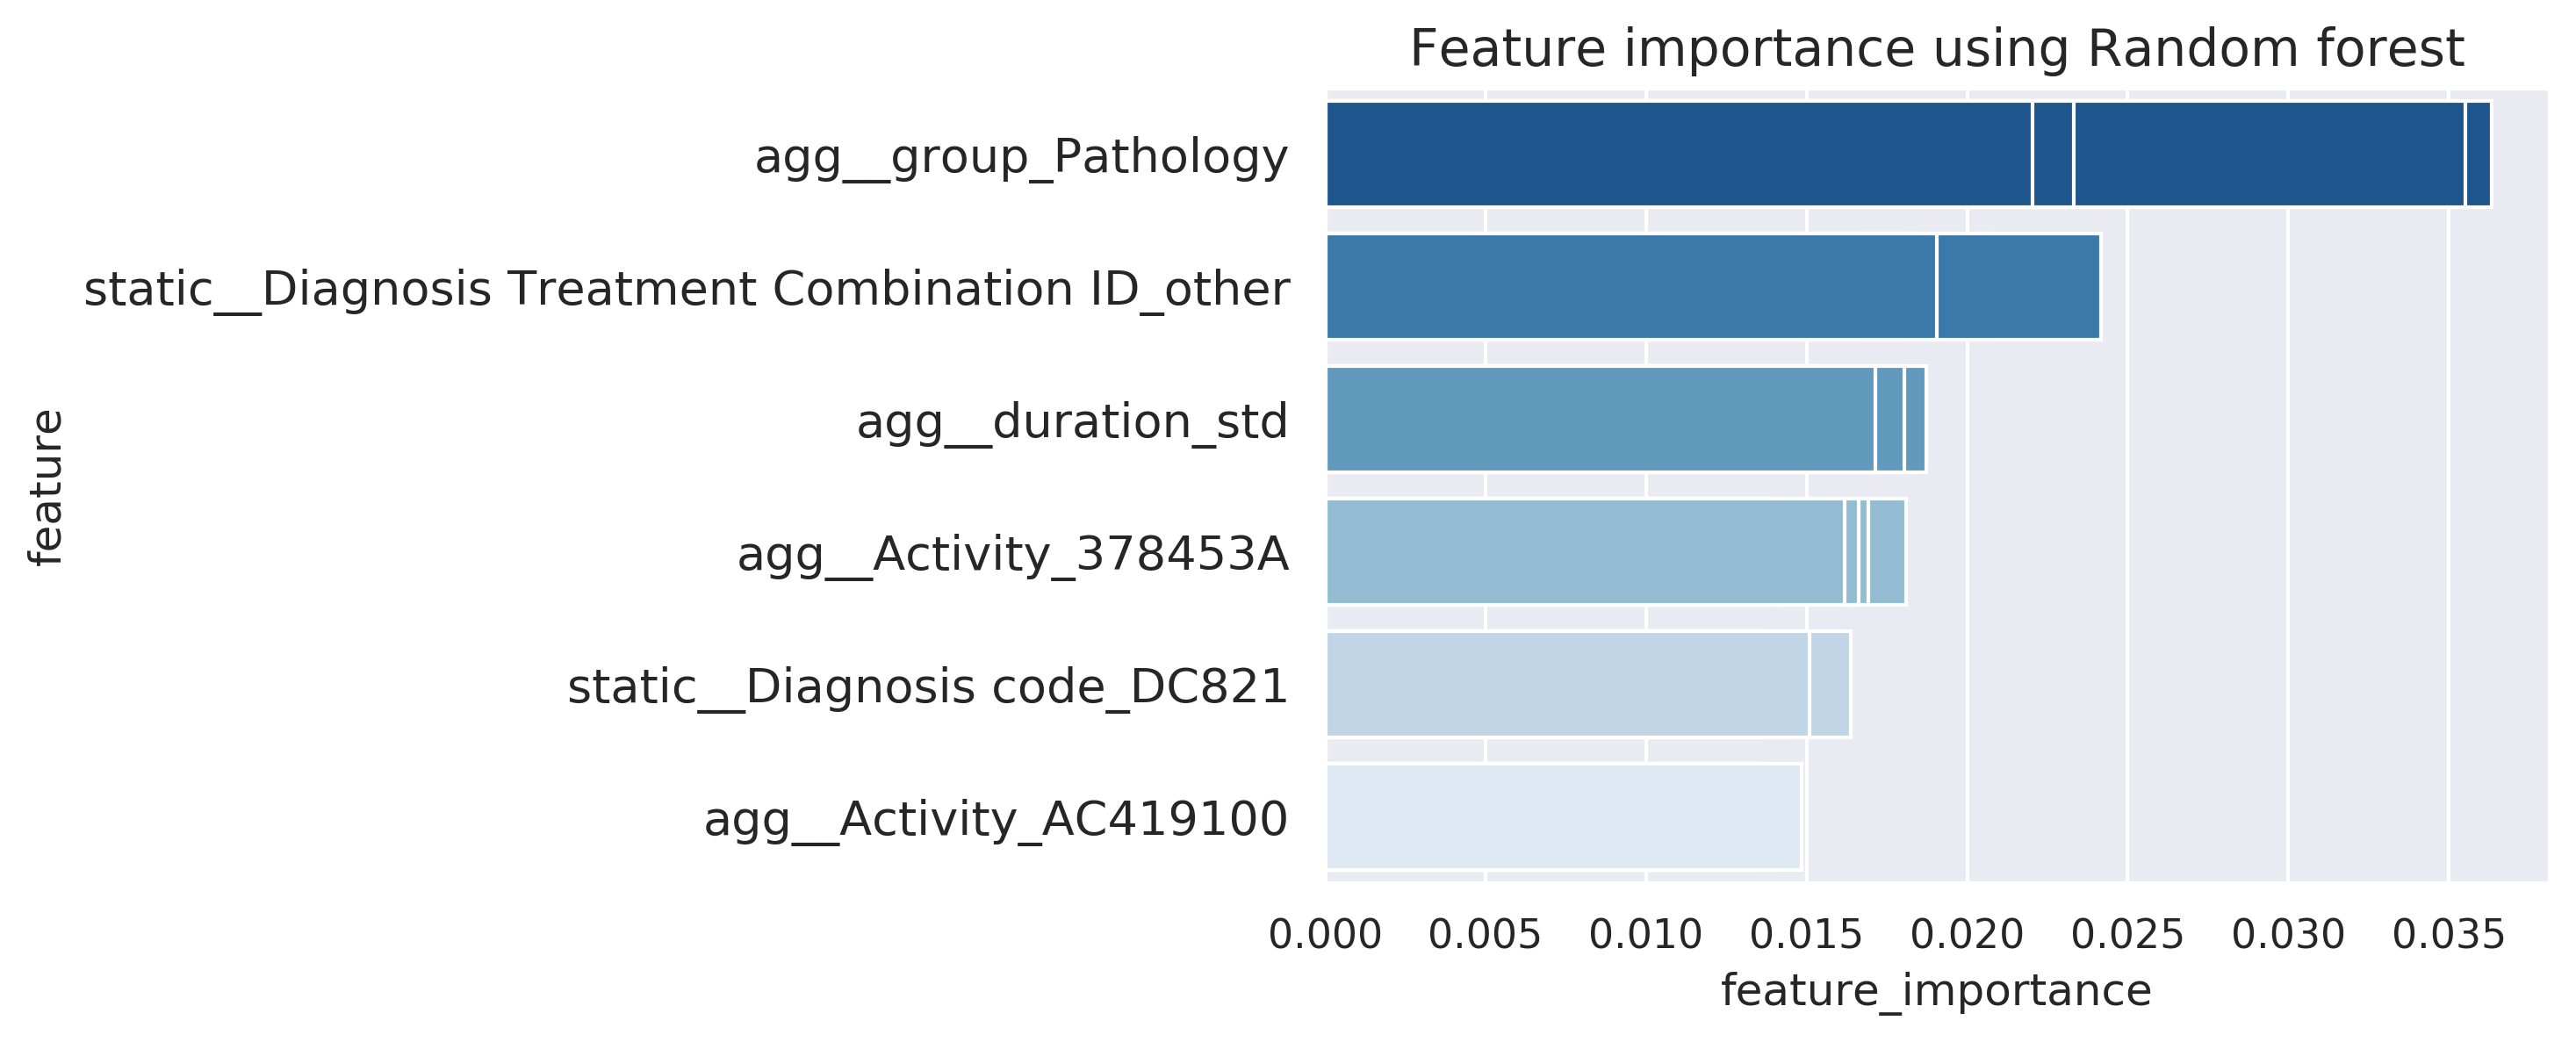 Feature importance using Random forest
feature
agg__group_Pathology
static__Diagnosis Treatment Combination ID_other
agg__duration_std
agg__Activity_378453A
static__Diagnosis code_DC821
agg__Activity_AC419100
0.000 0.005 0.010 0.015 0.020 0.025 0.030 0.035
feature_importance